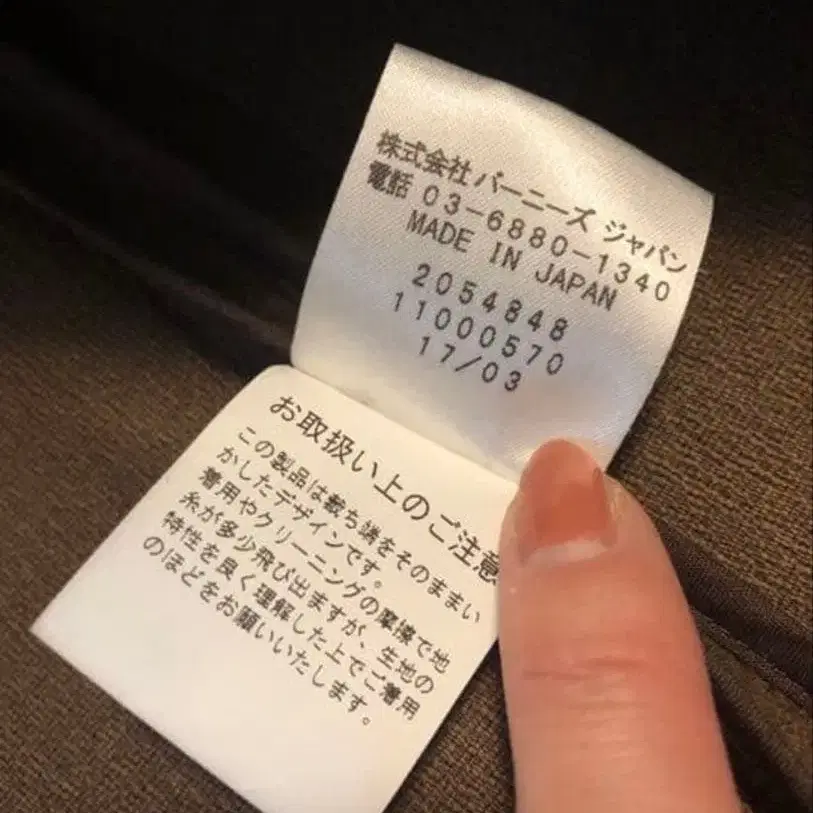 株式会社 バーニーズ ジャパン
電話 03-6880-1340
MADE IN JAPAN
2054848
11000570
17/03
お取扱い上のご注意
この製品は裁ち端をそのままい
かしたデザインです。
着用やクリーニングの摩擦で地
糸が多少飛び出ますが、生地の
特性を良く理解した上でご着用
のほどをお願いいたします。